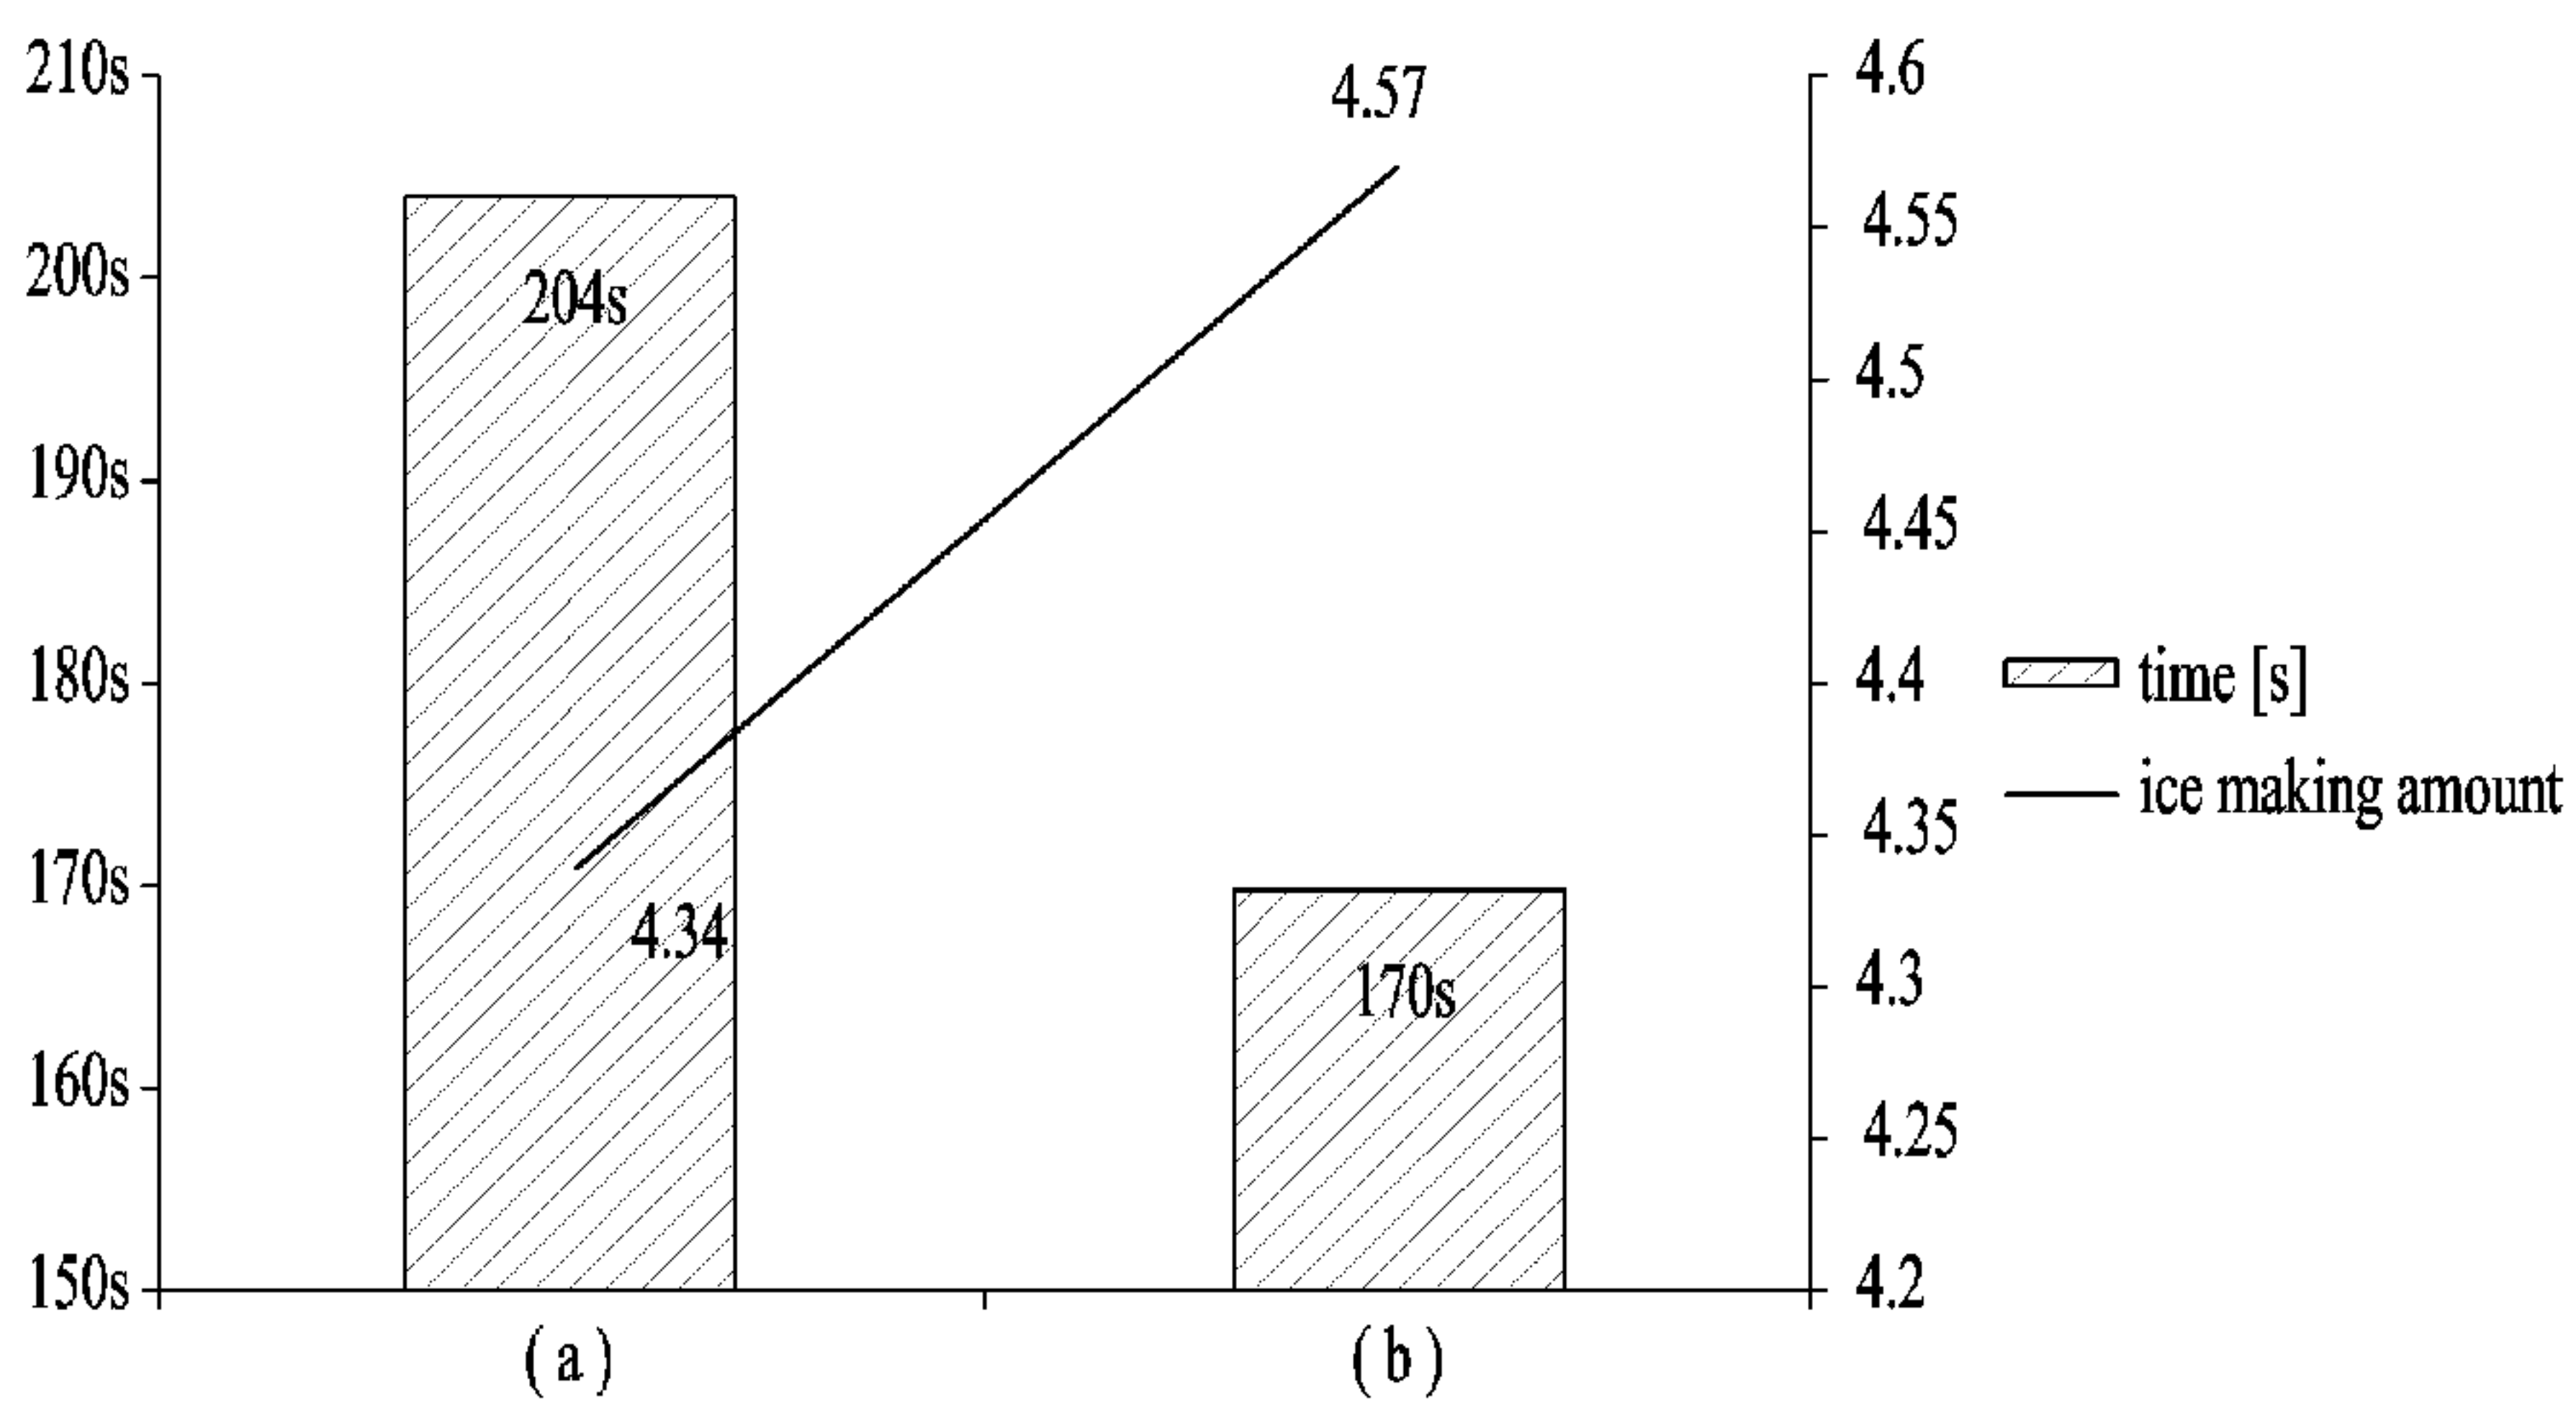 210s
200s
190s
180s
170s
160s
150s
204s
4.34
4.57
170s
4.6
4.55
4.5
4.45
4.4
4.35
4.3
4.25
4.2
(a)
(b)
time [s]
ice making amount